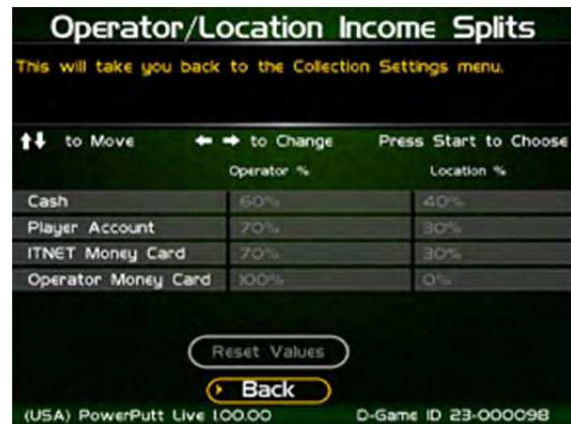 Operator/Location Income Splits
This will take you back to the Collection Settings menu.
to Move to Change Press Start to Choose
Operator % Location %
Cash 60% 40%
Player Account 70% 30%
ITNET Money Card 70% 30%
Operator Money Card 100% 0%
Reset Values
Back
(USA) PowerPutt Live 1.00.00 D-Game ID 23-000098